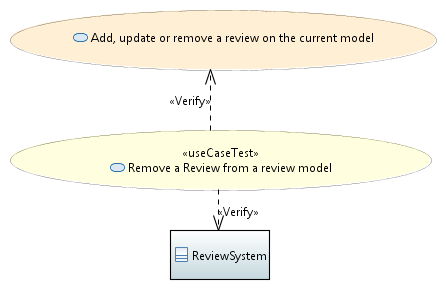 Add, update or remove a review on the current model
«Verify»
«useCaseTest»
Remove a Review from a review model
«Verify»
ReviewSystem